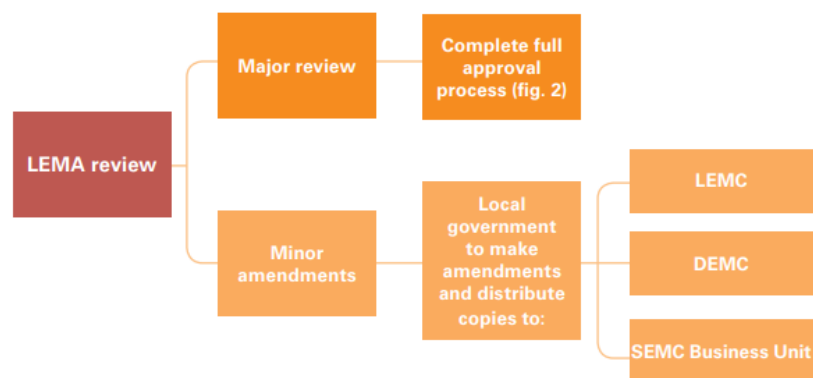 LEMA review
Major review
Complete full
approval
process (fig. 2)
Minor
amendments
Local
government
to make
amendments
and distribute
copies to:
LEMC
DEMC
SEMC Business Unit